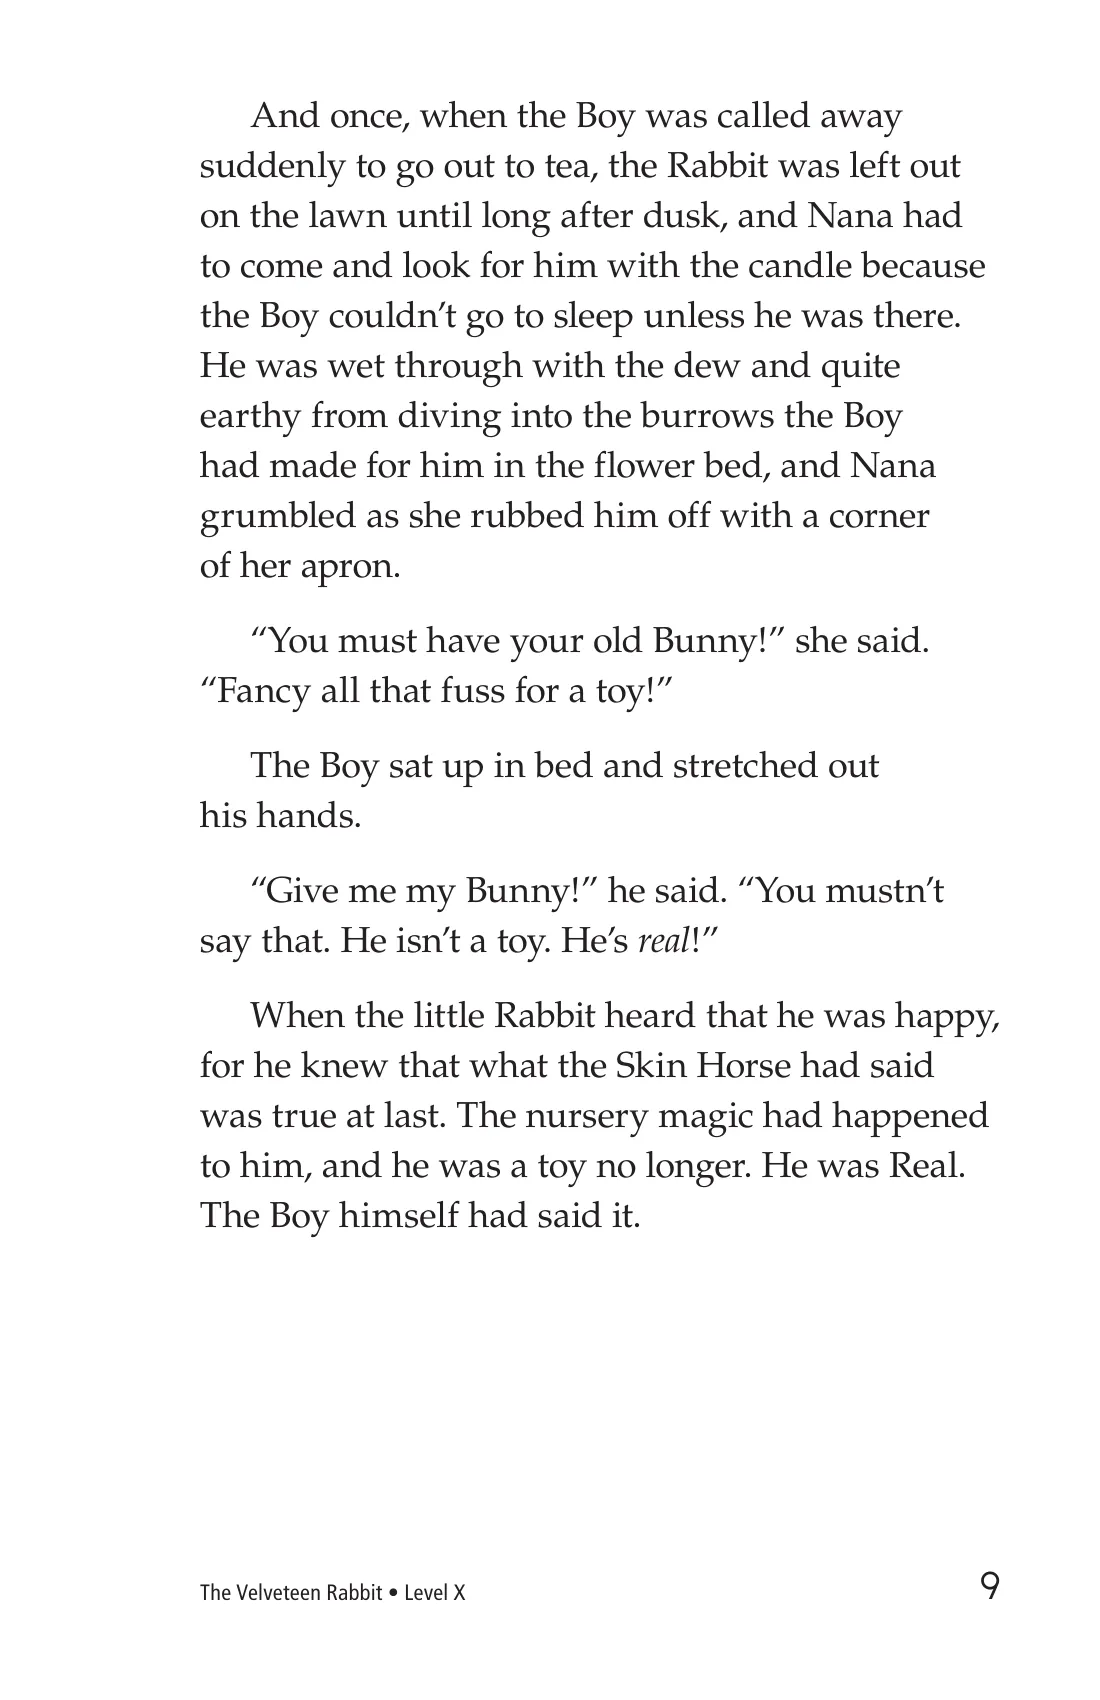 And once, when the Boy was called away
suddenly to go out to tea, the Rabbit was left out
on the lawn until long after dusk, and Nana had
to come and look for him with the candle because
the Boy couldn’t go to sleep unless he was there.
He was wet through with the dew and quite
earthy from diving into the burrows the Boy
had made for him in the flower bed, and Nana
grumbled as she rubbed him off with a corner
of her apron.
“You must have your old Bunny!” she said.
“Fancy all that fuss for a toy!”
The Boy sat up in bed and stretched out
his hands.
“Give me my Bunny!” he said. “You mustn’t
say that. He isn’t a toy. He’s real!”
When the little Rabbit heard that he was happy,
for he knew that what the Skin Horse had said
was true at last. The nursery magic had happened
to him, and he was a toy no longer. He was Real.
The Boy himself had said it.
The Velveteen Rabbit • Level X
9